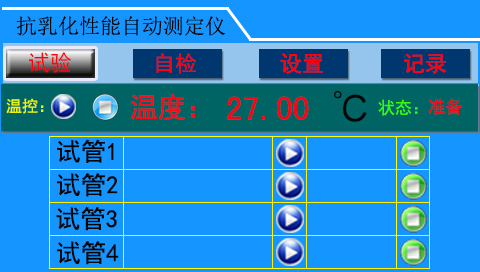 抗乳化性能自动测定仪
试验 自检 设置 记录
温控： 温度： 27.00 ℃ 状态：准备
试管1
试管2
试管3
试管4